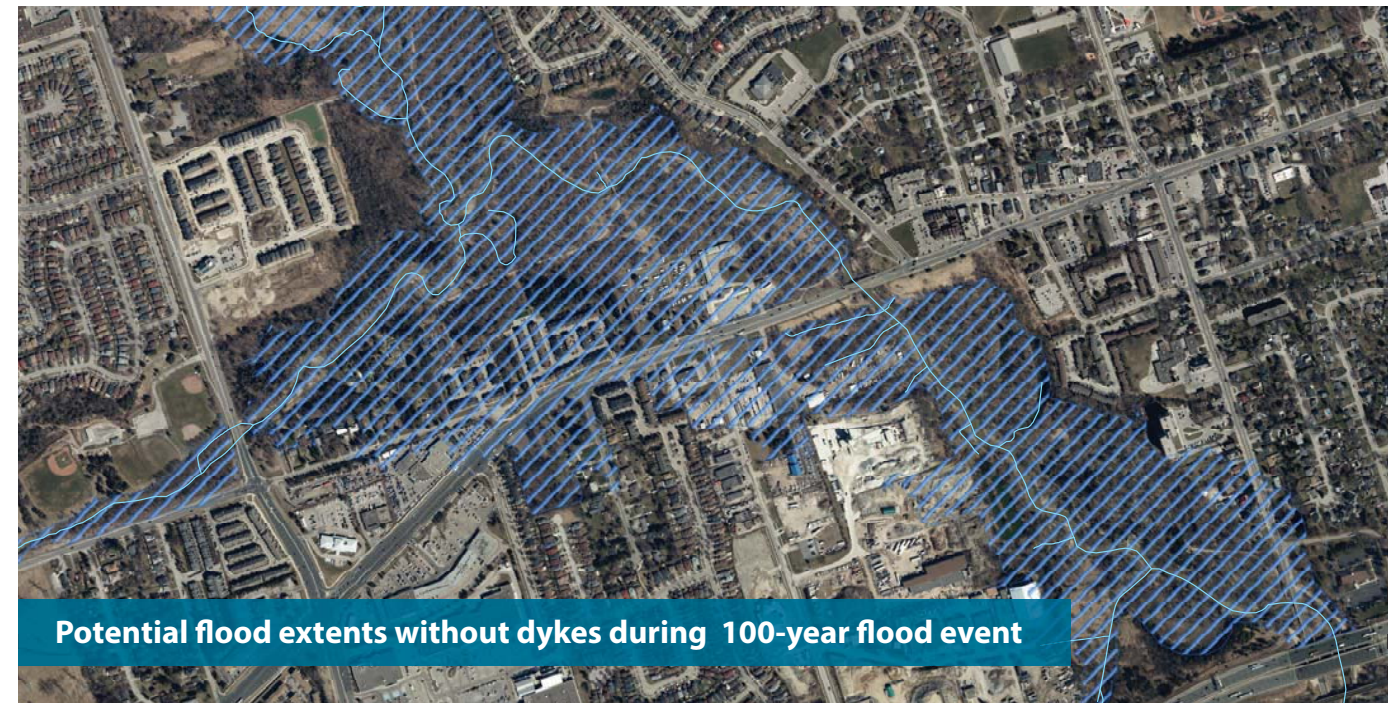 Potential flood extents without dykes during 100-year flood event